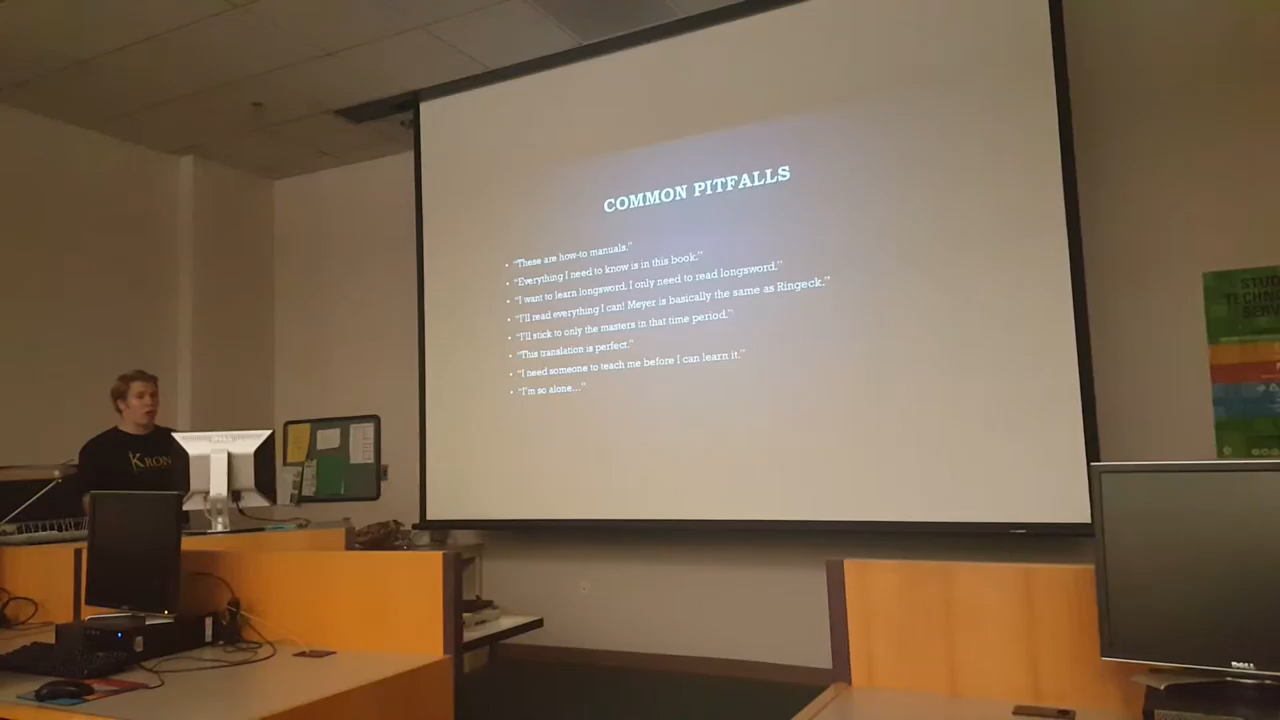 COMMON PITFALLS
• "These are how-to manuals."
• "Everything I need to know is in this book."
• "I want to learn longsword. I only need to read longsword."
• "I'll read everything I can! Meyer is basically the same as Ringeck."
• "I'll stick to only the masters in that time period."
• "This translation is perfect."
• "I need someone to teach me before I can learn it."
• "I'm so alone..."
KRON
DELL